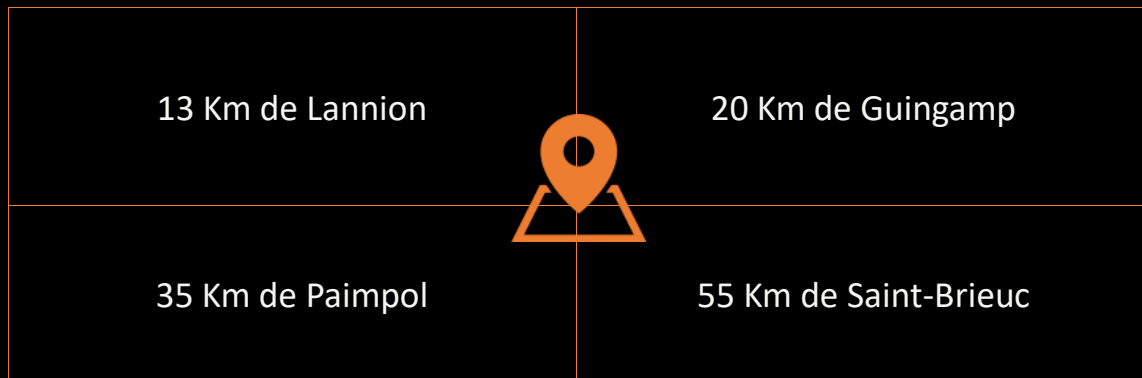 13 Km de Lannion
20 Km de Guingamp
35 Km de Paimpol
55 Km de Saint-Brieuc